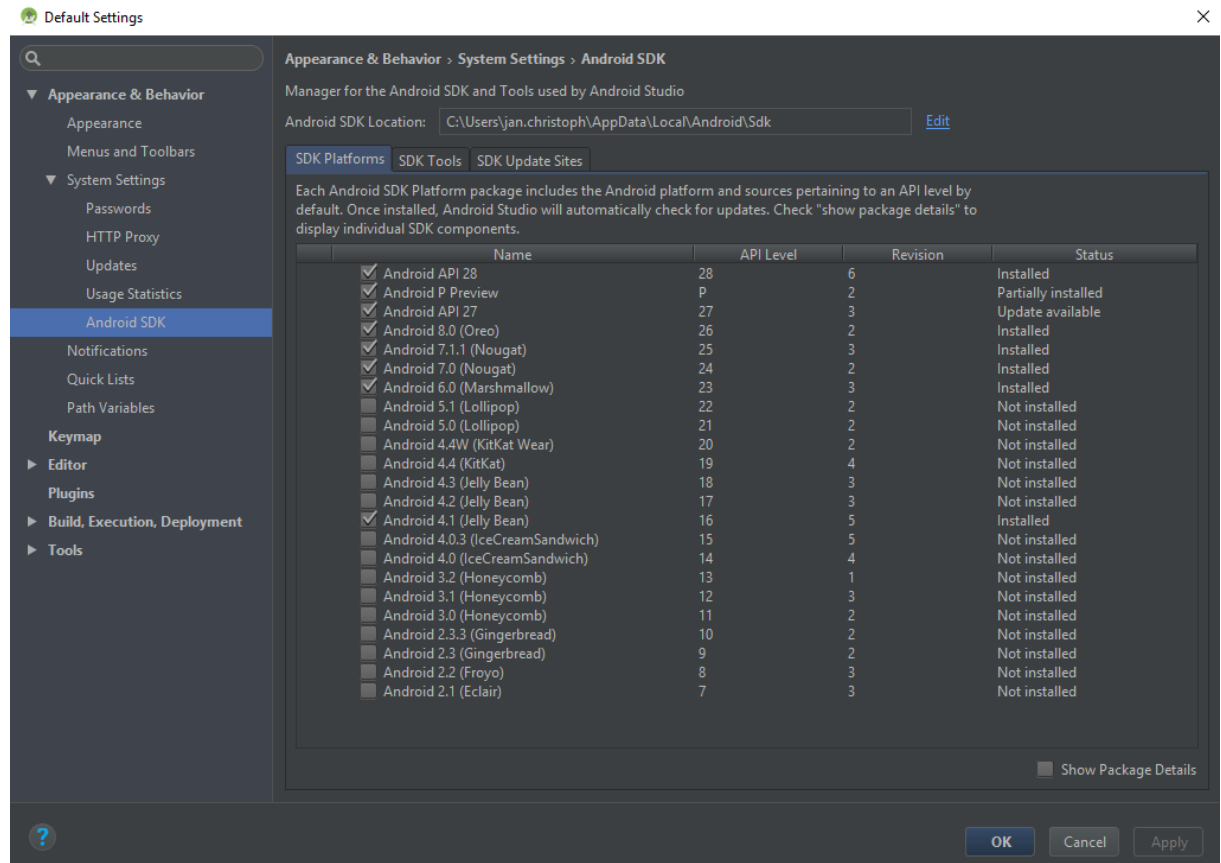 Default Settings
Appearance & Behavior › System Settings › Android SDK
Appearance & Behavior
Appearance
Menus and Toolbars
System Settings
Passwords
HTTP Proxy
Updates
Usage Statistics
Android SDK
Notifications
Quick Lists
Path Variables
Keymap
Editor
Plugins
Build, Execution, Deployment
Tools
Manager for the Android SDK and Tools used by Android Studio
Android SDK Location: C:\Users\jan.christoph\AppData\Local\Android\Sdk Edit
SDK Platforms SDK Tools SDK Update Sites
Each Android SDK Platform package includes the Android platform and sources pertaining to an API level by
default. Once installed, Android Studio will automatically check for updates. Check "show package details" to
display individual SDK components.
Name API Level Revision Status
Android API 28 28 6 Installed
Android P Preview P 2 Partially installed
Android API 27 27 3 Update available
Android 8.0 (Oreo) 26 2 Installed
Android 7.1.1 (Nougat) 25 3 Installed
Android 7.0 (Nougat) 24 2 Installed
Android 6.0 (Marshmallow) 23 3 Installed
Android 5.1 (Lollipop) 22 2 Not installed
Android 5.0 (Lollipop) 21 2 Not installed
Android 4.4W (KitKat Wear) 20 2 Not installed
Android 4.4 (KitKat) 19 4 Not installed
Android 4.3 (Jelly Bean) 18 3 Not installed
Android 4.2 (Jelly Bean) 17 3 Not installed
Android 4.1 (Jelly Bean) 16 5 Installed
Android 4.0.3 (IceCreamSandwich) 15 5 Not installed
Android 4.0 (IceCreamSandwich) 14 4 Not installed
Android 3.2 (Honeycomb) 13 1 Not installed
Android 3.1 (Honeycomb) 12 3 Not installed
Android 3.0 (Honeycomb) 11 2 Not installed
Android 2.3.3 (Gingerbread) 10 2 Not installed
Android 2.3 (Gingerbread) 9 2 Not installed
Android 2.2 (Froyo) 8 3 Not installed
Android 2.1 (Eclair) 7 3 Not installed
Show Package Details
? OK Cancel Apply